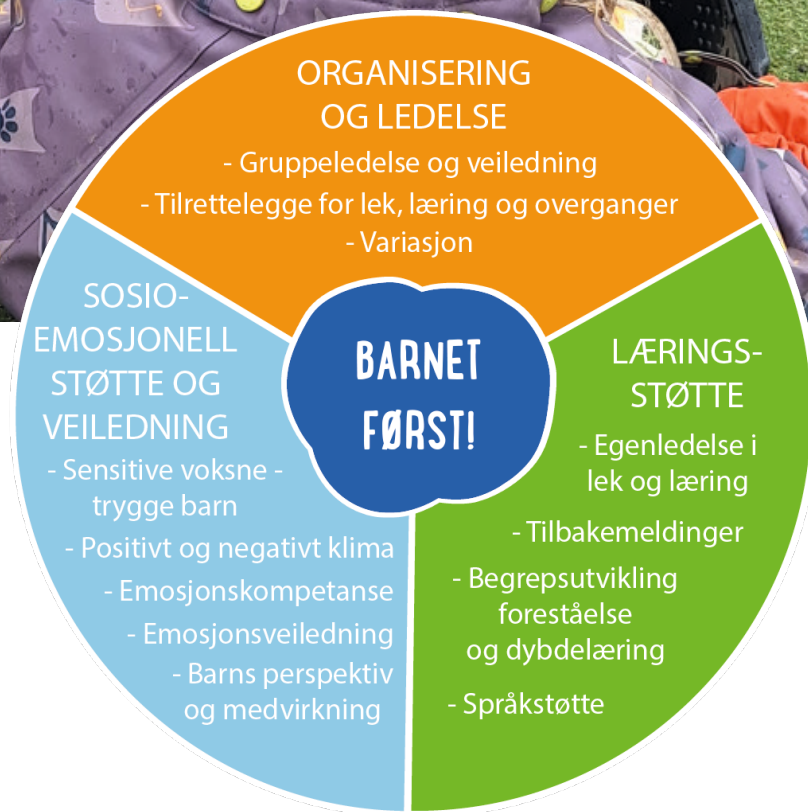 ORGANISERING
OG LEDELSE
- Gruppeledelse og veiledning
- Tilrettelegge for lek, læring og overganger
- Variasjon
SOSIO-
EMOSJONELL
STØTTE OG
VEILEDNING
- Sensitive voksne -
trygge barn
- Positivt og negativt klima
- Emosjonskompetanse
- Emosjonsveiledning
- Barns perspektiv
og medvirkning
BARNET
FØRST!
LÆRINGS-
STØTTE
- Egenledelse i
lek og læring
- Tilbakemeldinger
- Begrepsutvikling
foreståelse
og dybdelæring
- Språkstøtte